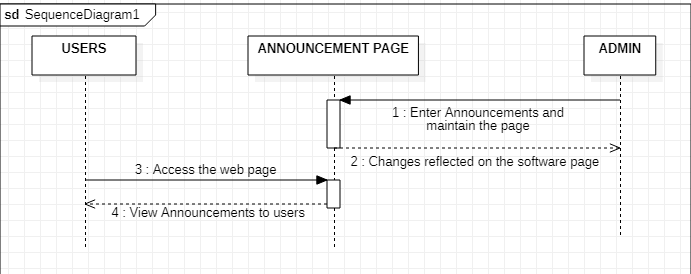 sd SequenceDiagram1
USERS
ANNOUNCEMENT PAGE
ADMIN
1 : Enter Announcements and
maintain the page
2 : Changes reflected on the software page
3 : Access the web page
4 : View Announcements to users